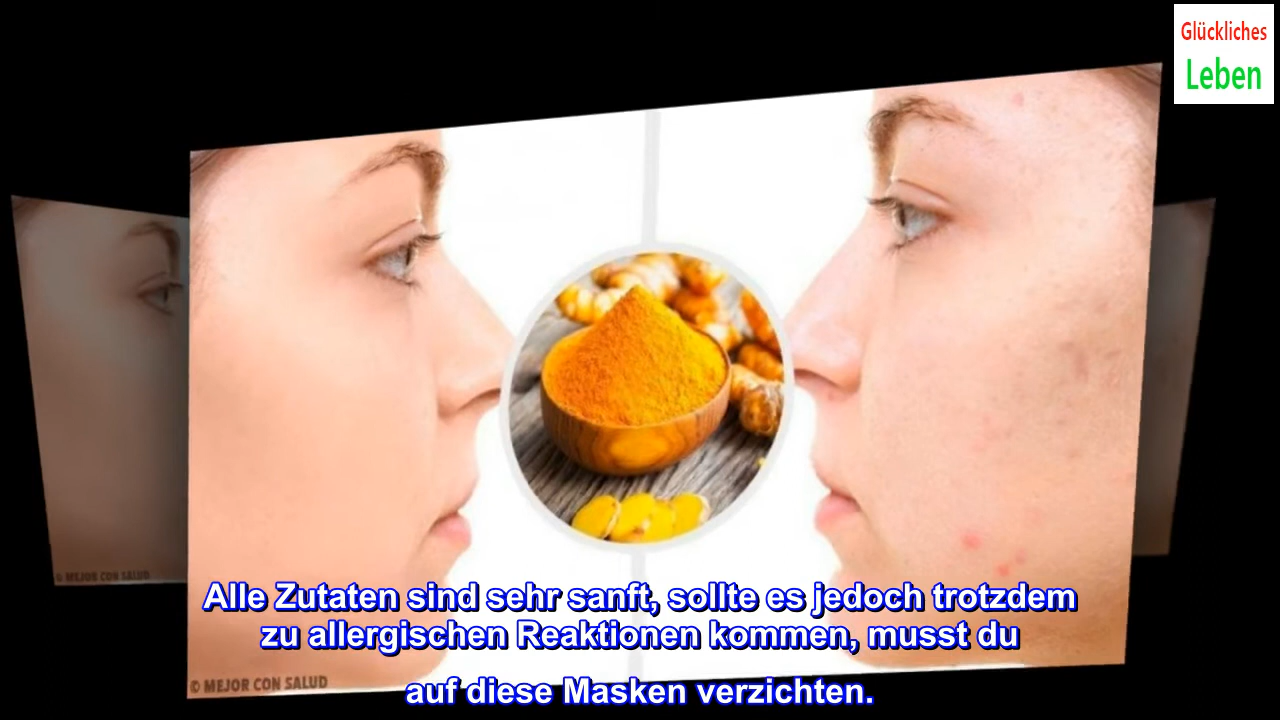 Glückliches
Leben
Alle Zutaten sind sehr sanft, sollte es jedoch trotzdem
zu allergischen Reaktionen kommen, musst du
auf diese Masken verzichten.
© MEJOR CON SALUD
© MEJOR CON SALUD